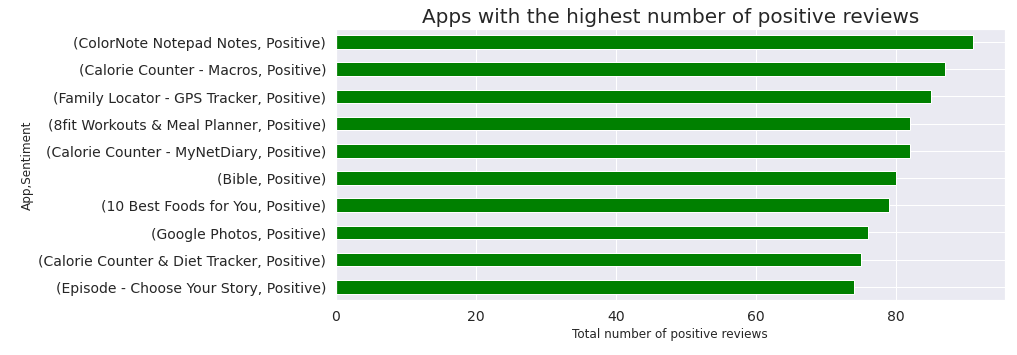 Apps with the highest number of positive reviews
(ColorNote Notepad Notes, Positive)
(Calorie Counter - Macros, Positive)
(Family Locator - GPS Tracker, Positive)
(8fit Workouts & Meal Planner, Positive)
(Calorie Counter - MyNetDiary, Positive)
(Bible, Positive)
(10 Best Foods for You, Positive)
(Google Photos, Positive)
(Calorie Counter & Diet Tracker, Positive)
(Episode - Choose Your Story, Positive)
App,Sentiment
0 20 40 60 80
Total number of positive reviews